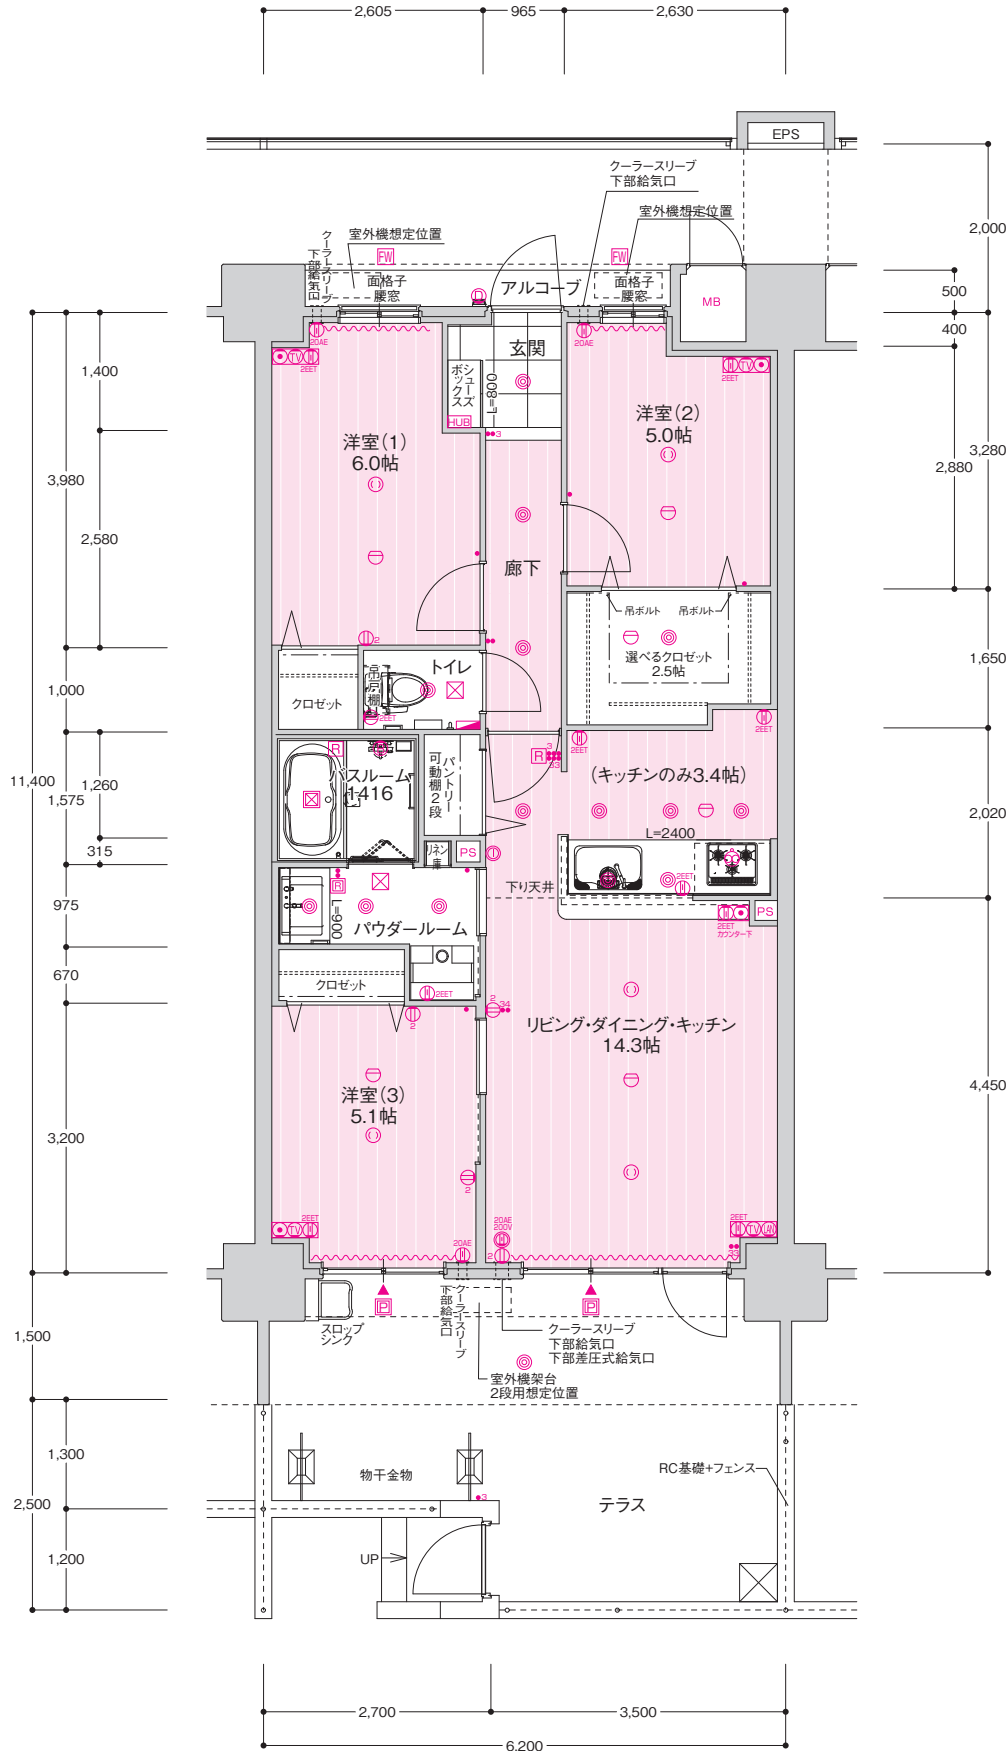 2,605
965
2,630
EPS
2,000
クーラースリーブ
下部給気口
室外機想定位置
室外機想定位置
クーラースリーブ
下部給気口
FW
FW
面格子
腰窓
アルコーブ
面格子
腰窓
MB
500
400
D
20AE
20AE
玄関
TV
2EET
2EET
TV
シューズ
ボックス
L=800
HUB
3
1,400
洋室(1)
6.0帖
洋室(2)
5.0帖
3,280
2,880
3,980
2,580
廊下
2
吊ボルト
吊ボルト
選べるクロゼット
2.5帖
1,650
トイレ
吊戸棚
2EET
クロゼット
1,000
2EET
2EET
R
3
33
R
バスルーム
1416
パントリー
可動棚2段
(キッチンのみ3.4帖)
L=2400
11,400
1,575
1,260
2,020
315
リネン
庫
PS
2EET
下り天井
R
L=900
パウダールーム
PS
2EET
カウンター下
975
670
クロゼット
2EET
2
2
34
リビング・ダイニング・キッチン
14.3帖
洋室(3)
5.1帖
4,450
3,200
2
2EET
TV
20AE
20AE
200V
2
2EET
TV
LAN
33
P
P
スロップ
シンク
クーラースリーブ
下部給気口
クーラースリーブ
下部給気口
下部差圧式給気口
室外機架台
2段用想定位置
1,500
1,300
物干金物
3
RC基礎+フェンス
テラス
2,500
1,200
UP
2,700
3,500
6,200